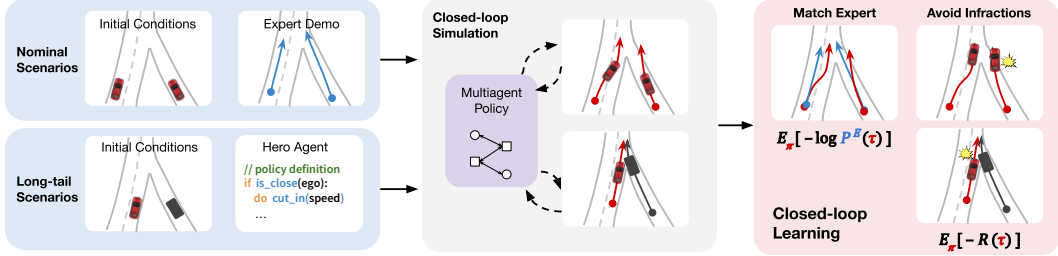 Nominal
Scenarios
Initial Conditions
Expert Demo
Long-tail
Scenarios
Initial Conditions
Hero Agent
// policy definition
if is_close(ego):
do cut_in(speed)
...
Closed-loop
Simulation
Multiagent
Policy
Match Expert
Avoid Infractions
E_π[-log P^E(τ)]
Closed-loop
Learning
E_π[-R(τ)]